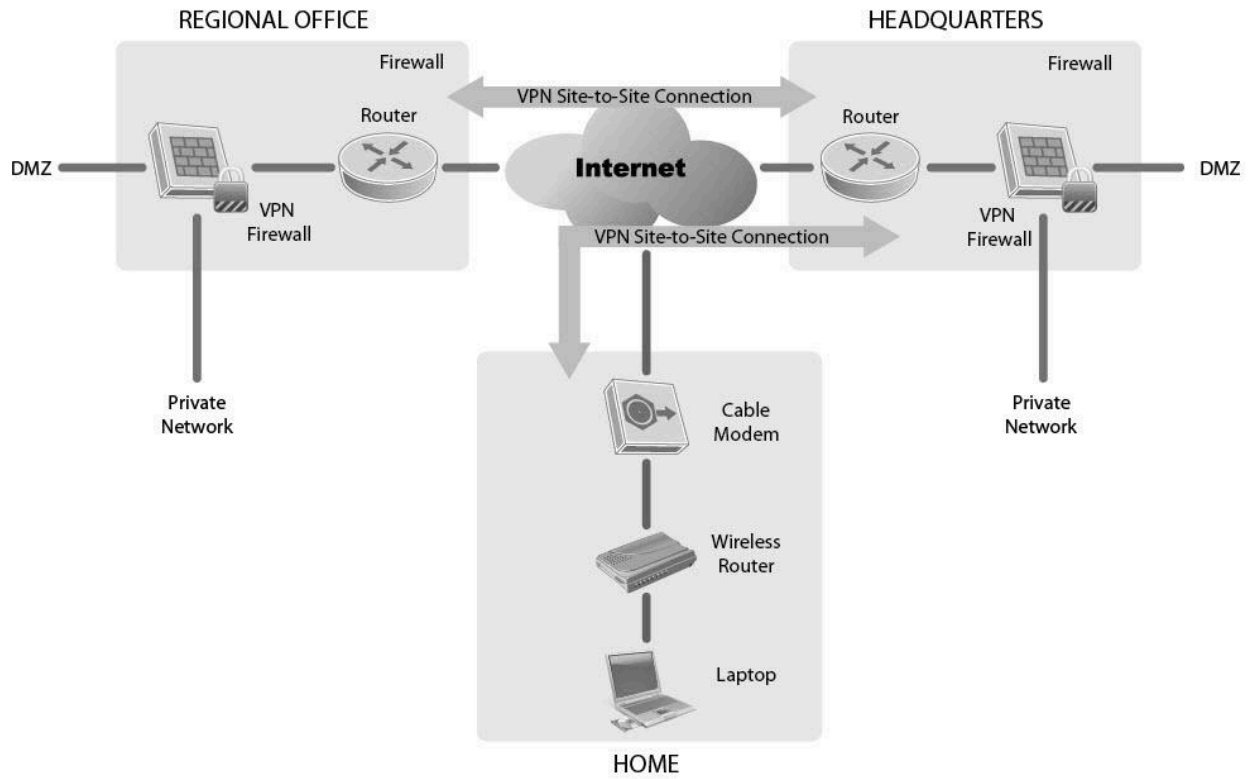 REGIONAL OFFICE
HEADQUARTERS
Firewall
Firewall
VPN Site-to-Site Connection
Router
Router
DMZ
Internet
DMZ
VPN
Firewall
VPN
Firewall
VPN Site-to-Site Connection
Private
Network
Cable
Modem
Private
Network
Wireless
Router
Laptop
HOME